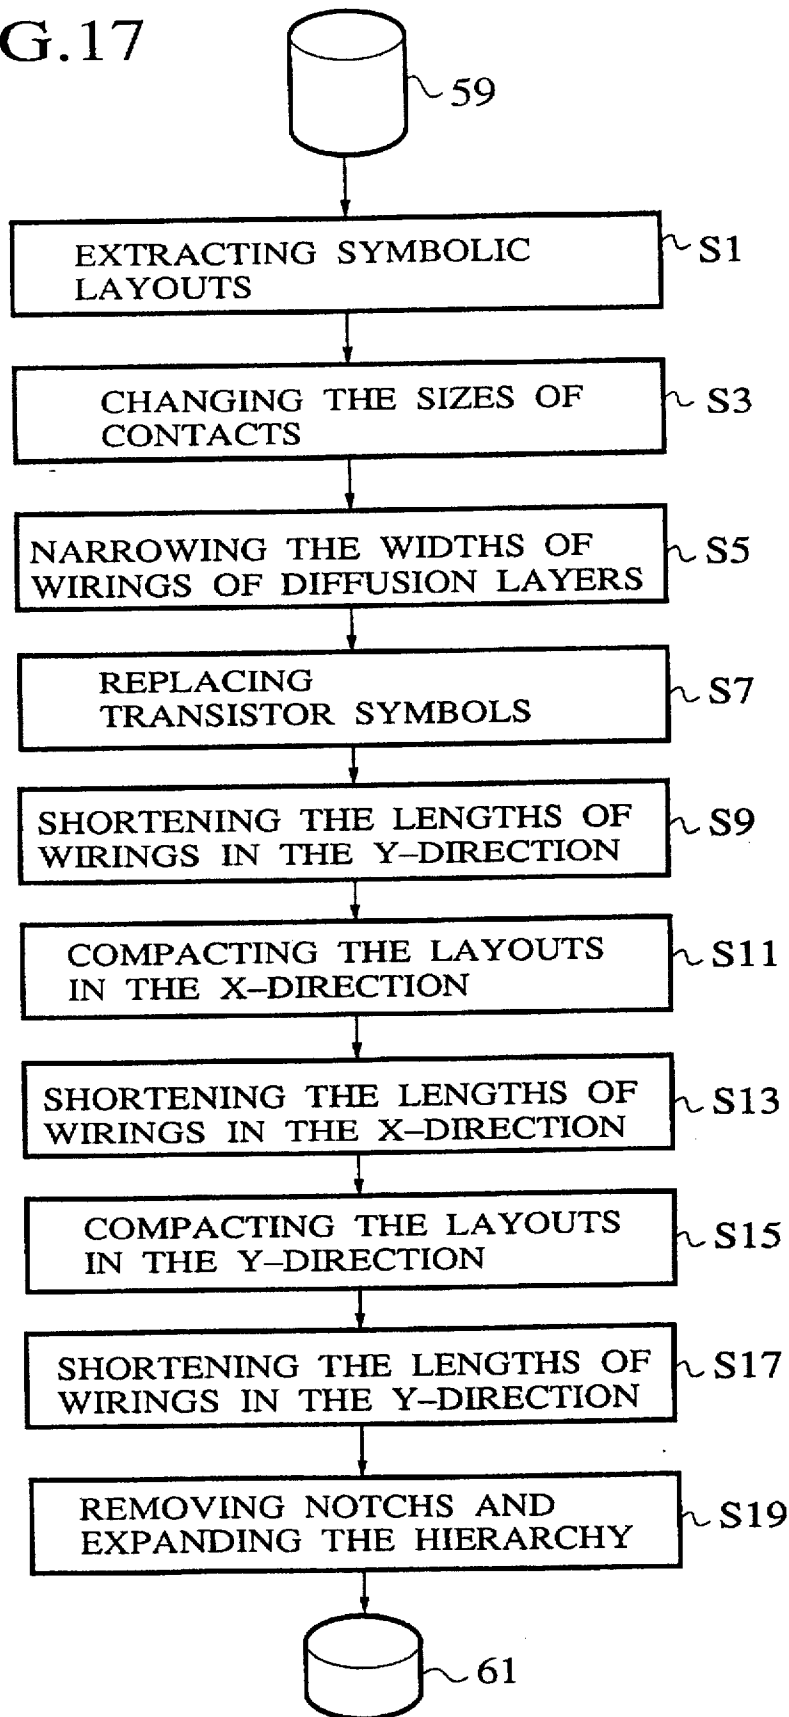 G.17
59
EXTRACTING SYMBOLIC
LAYOUTS
S1
CHANGING THE SIZES OF
CONTACTS
S3
NARROWING THE WIDTHS OF
WIRINGS OF DIFFUSION LAYERS
S5
REPLACING
TRANSISTOR SYMBOLS
S7
SHORTENING THE LENGTHS OF
WIRINGS IN THE Y-DIRECTION
S9
COMPACTING THE LAYOUTS
IN THE X-DIRECTION
S11
SHORTENING THE LENGTHS OF
WIRINGS IN THE X-DIRECTION
S13
COMPACTING THE LAYOUTS
IN THE Y-DIRECTION
S15
SHORTENING THE LENGTHS OF
WIRINGS IN THE Y-DIRECTION
S17
REMOVING NOTCHS AND
EXPANDING THE HIERARCHY
S19
61